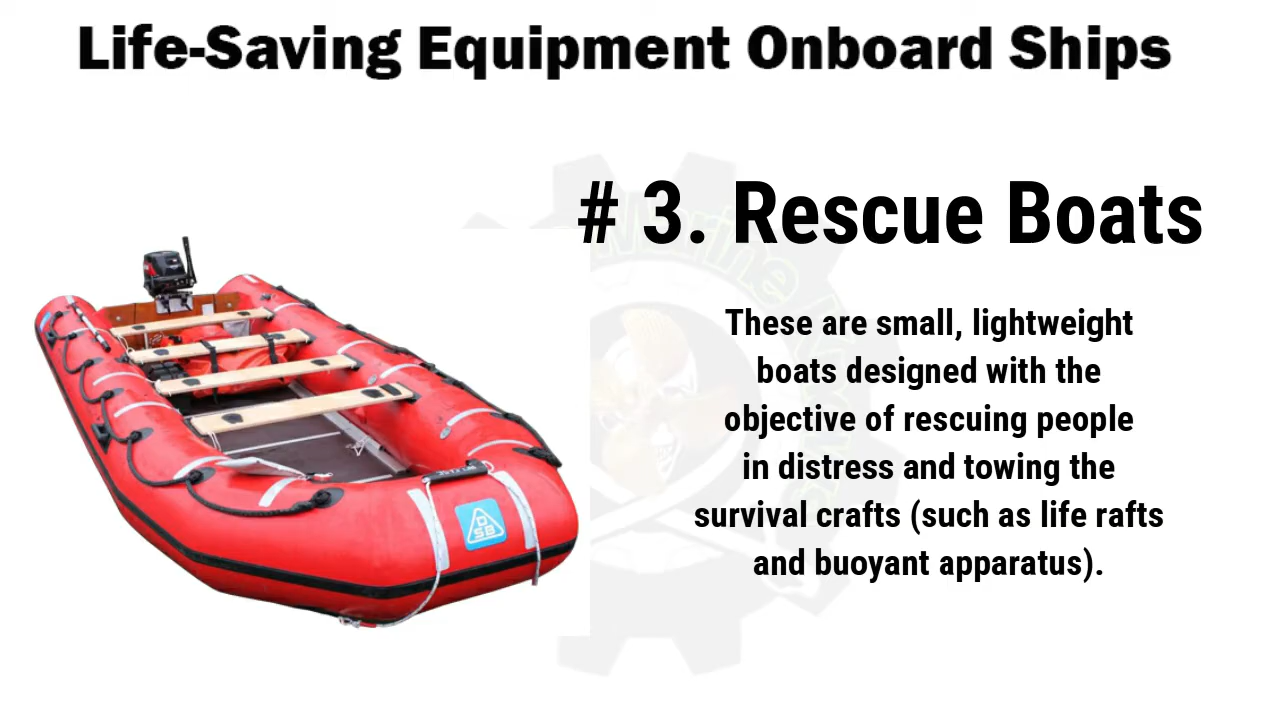 Life-Saving Equipment Onboard Ships
# 3. Rescue Boats
These are small, lightweight
boats designed with the
objective of rescuing people
in distress and towing the
survival crafts (such as life rafts
and buoyant apparatus).
DSB